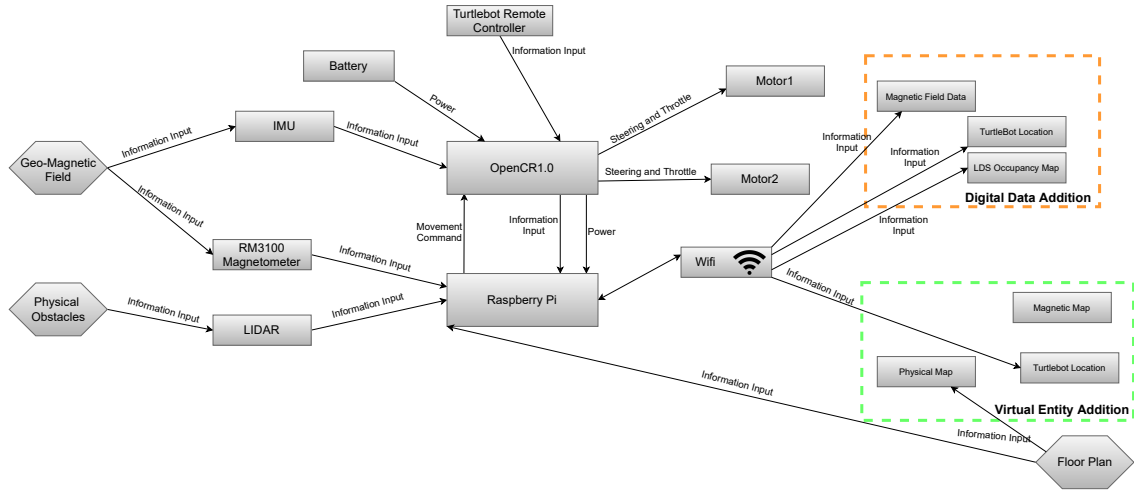 Turtlebot Remote
Controller
Information Input
Battery
Power
Motor1
Steering and Throttle
Magnetic Field Data
Information
Input
TurtleBot Location
Information
Input
LDS Occupancy Map
Digital Data Addition
Information
Input
IMU
Information Input
Information Input
Geo-Magnetic
Field
OpenCR1.0
Steering and Throttle
Motor2
Information Input
Movement
Command
Information
Input
Power
RM3100
Magnetometer
Information Input
Wifi
Information Input
Physical
Obstacles
Information Input
LIDAR
Information Input
Raspberry Pi
Magnetic Map
Physical Map
Turtlebot Location
Virtual Entity Addition
Information Input
Information Input
Floor Plan